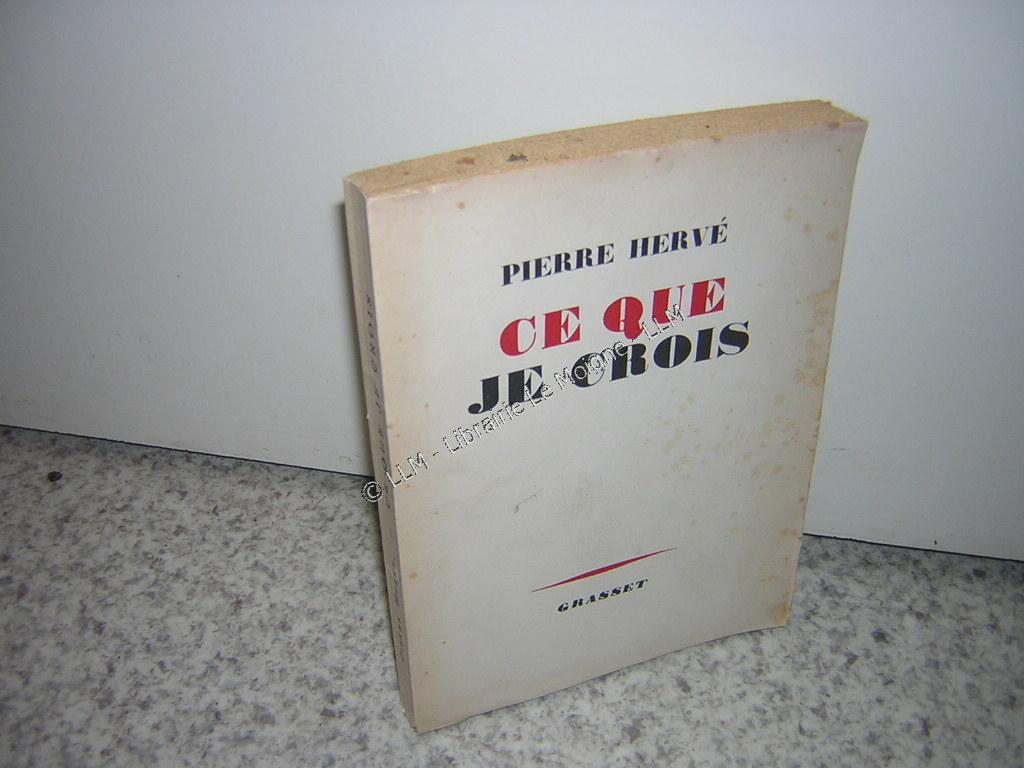 PIERRE HERVÉ
CE QUE
JE CROIS
© LLM - Librairie Le Moigne - LLM
GRASSET